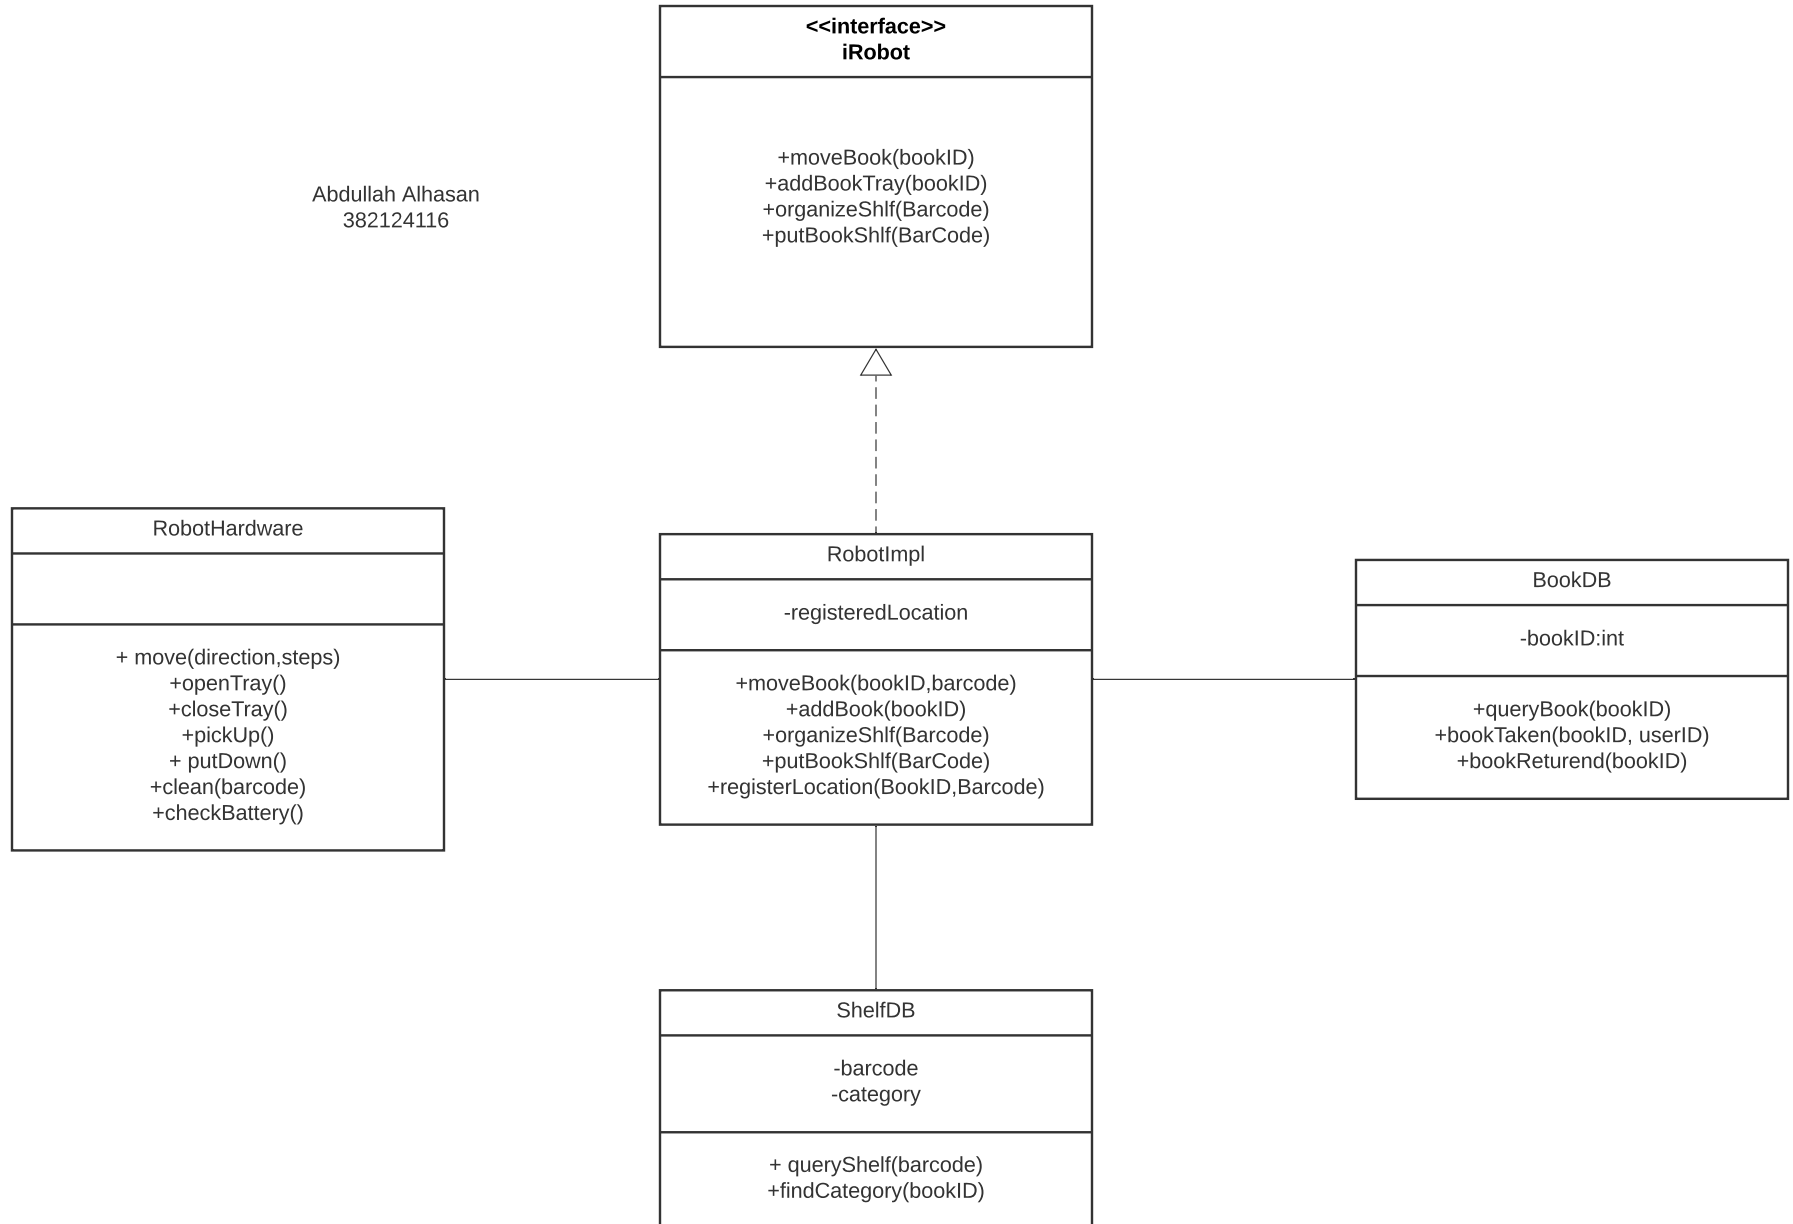 <<interface>>
iRobot
+moveBook(bookID)
+addBookTray(bookID)
+organizeShlf(Barcode)
+putBookShlf(BarCode)
Abdullah Alhasan
382124116
RobotHardware
+ move(direction,steps)
+openTray()
+closeTray()
+pickUp()
+ putDown()
+clean(barcode)
+checkBattery()
RobotImpl
-registeredLocation
+moveBook(bookID,barcode)
+addBook(bookID)
+organizeShlf(Barcode)
+putBookShlf(BarCode)
+registerLocation(BookID,Barcode)
BookDB
-bookID:int
+queryBook(bookID)
+bookTaken(bookID, userID)
+bookReturend(bookID)
ShelfDB
-barcode
-category
+ queryShelf(barcode)
+findCategory(bookID)